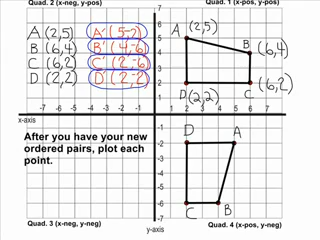 Quad. 2 (x-neg, y-pos)
Quad. 1 (x-pos, y-pos)
A (2,5) A' (5,-2)
B (6,4) B' (4,-6)
C (6,2) C' (2,-6)
D (2,2) D' (2,-2)
A (2,5)
B (6,4)
D (2,2)
C (6,2)
-7 -6 -5 -4 -3 -2 -1 1 2 3 4 5 6 7
x-axis
After you have your new
ordered pairs, plot each
point.
D A
C B
Quad. 3 (x-neg, y-neg)
Quad. 4 (x-pos, y-neg)
y-axis